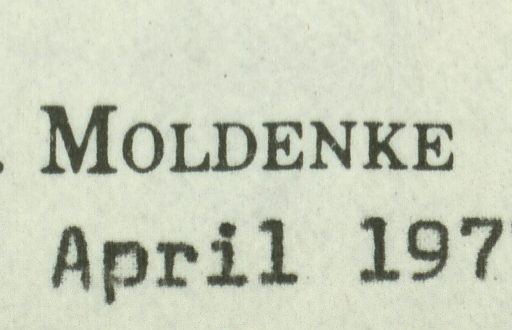 . MOLDENKE
April 197